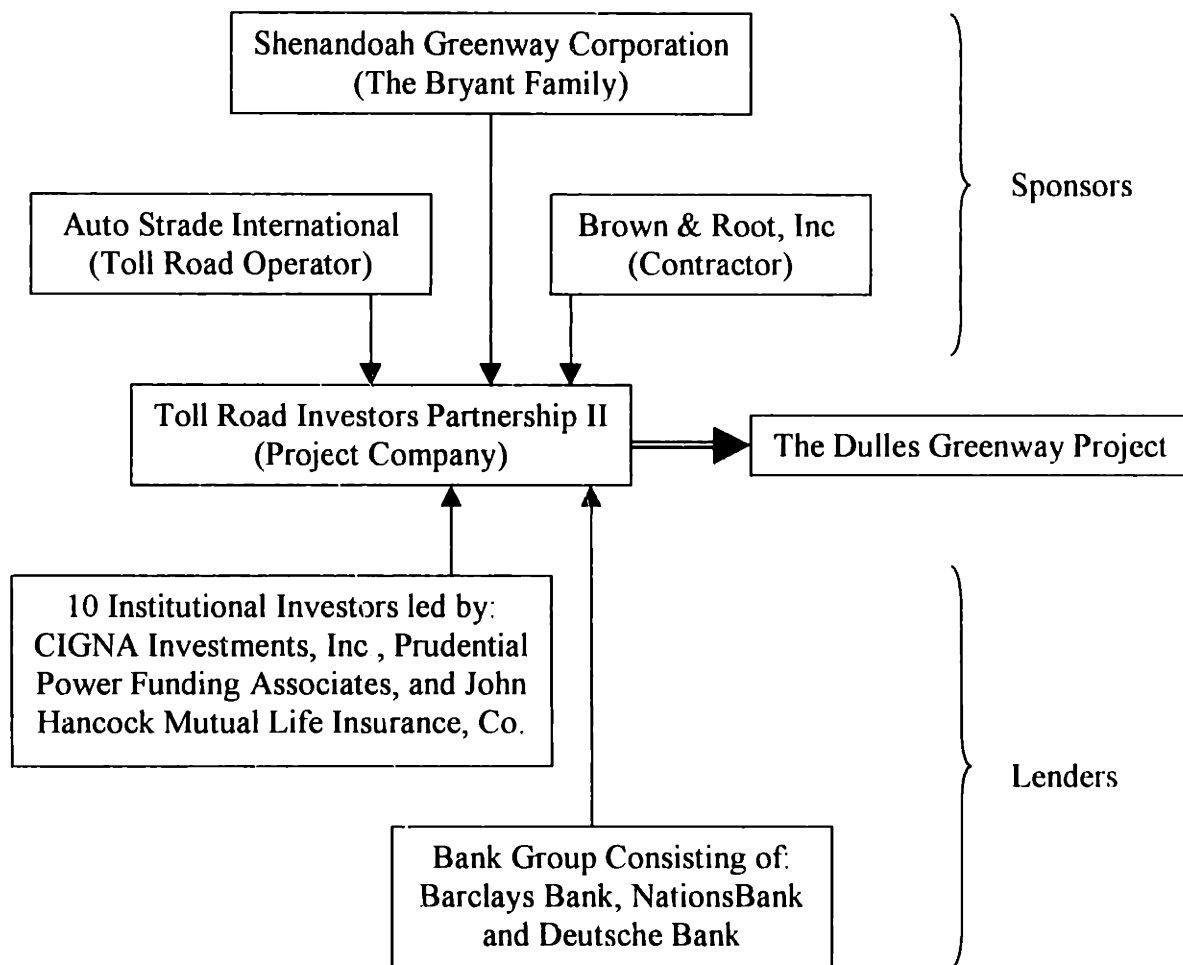 Shenandoah Greenway Corporation
(The Bryant Family)
Sponsors
Auto Strade International
(Toll Road Operator)
Brown & Root, Inc
(Contractor)
Toll Road Investors Partnership II
(Project Company)
The Dulles Greenway Project
10 Institutional Investors led by:
CIGNA Investments, Inc , Prudential
Power Funding Associates, and John
Hancock Mutual Life Insurance, Co.
Lenders
Bank Group Consisting of:
Barclays Bank, NationsBank
and Deutsche Bank